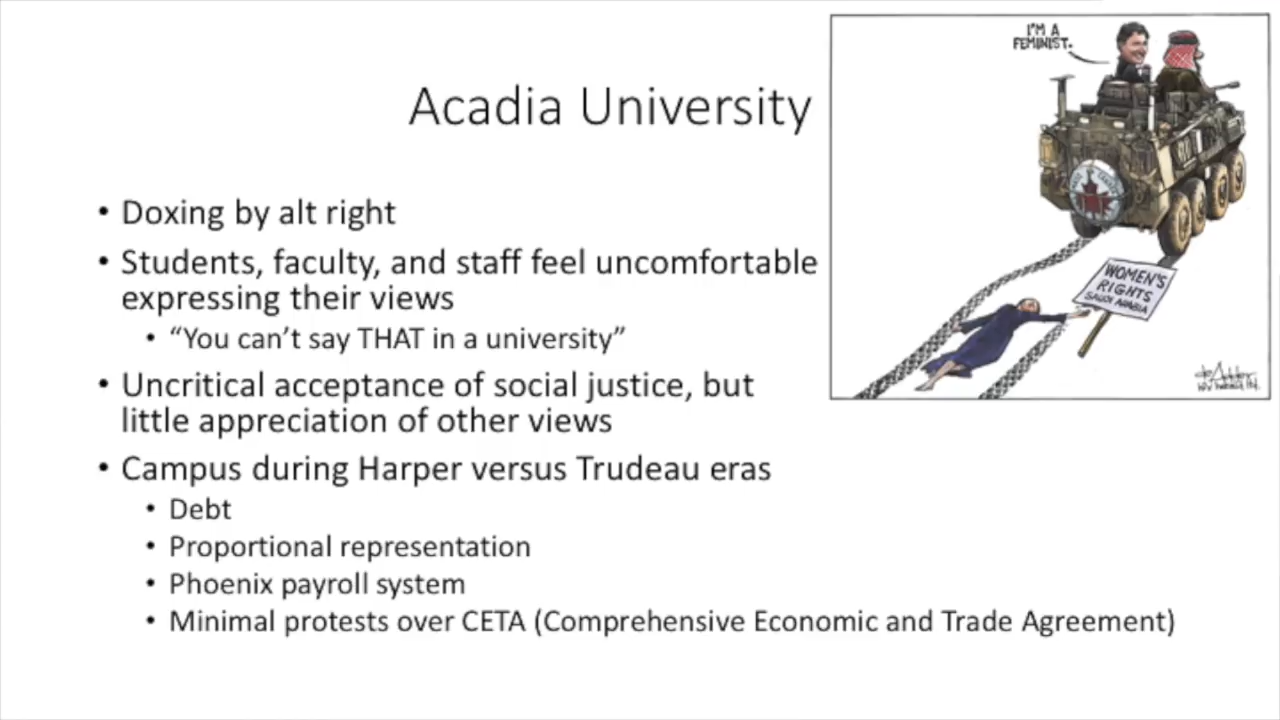 I'M A
FEMINIST.
Acadia University
• Doxing by alt right
• Students, faculty, and staff feel uncomfortable
expressing their views
• “You can’t say THAT in a university”
• Uncritical acceptance of social justice, but
little appreciation of other views
• Campus during Harper versus Trudeau eras
• Debt
• Proportional representation
• Phoenix payroll system
• Minimal protests over CETA (Comprehensive Economic and Trade Agreement)
WOMEN'S
RIGHTS
SAUDI ARABIA